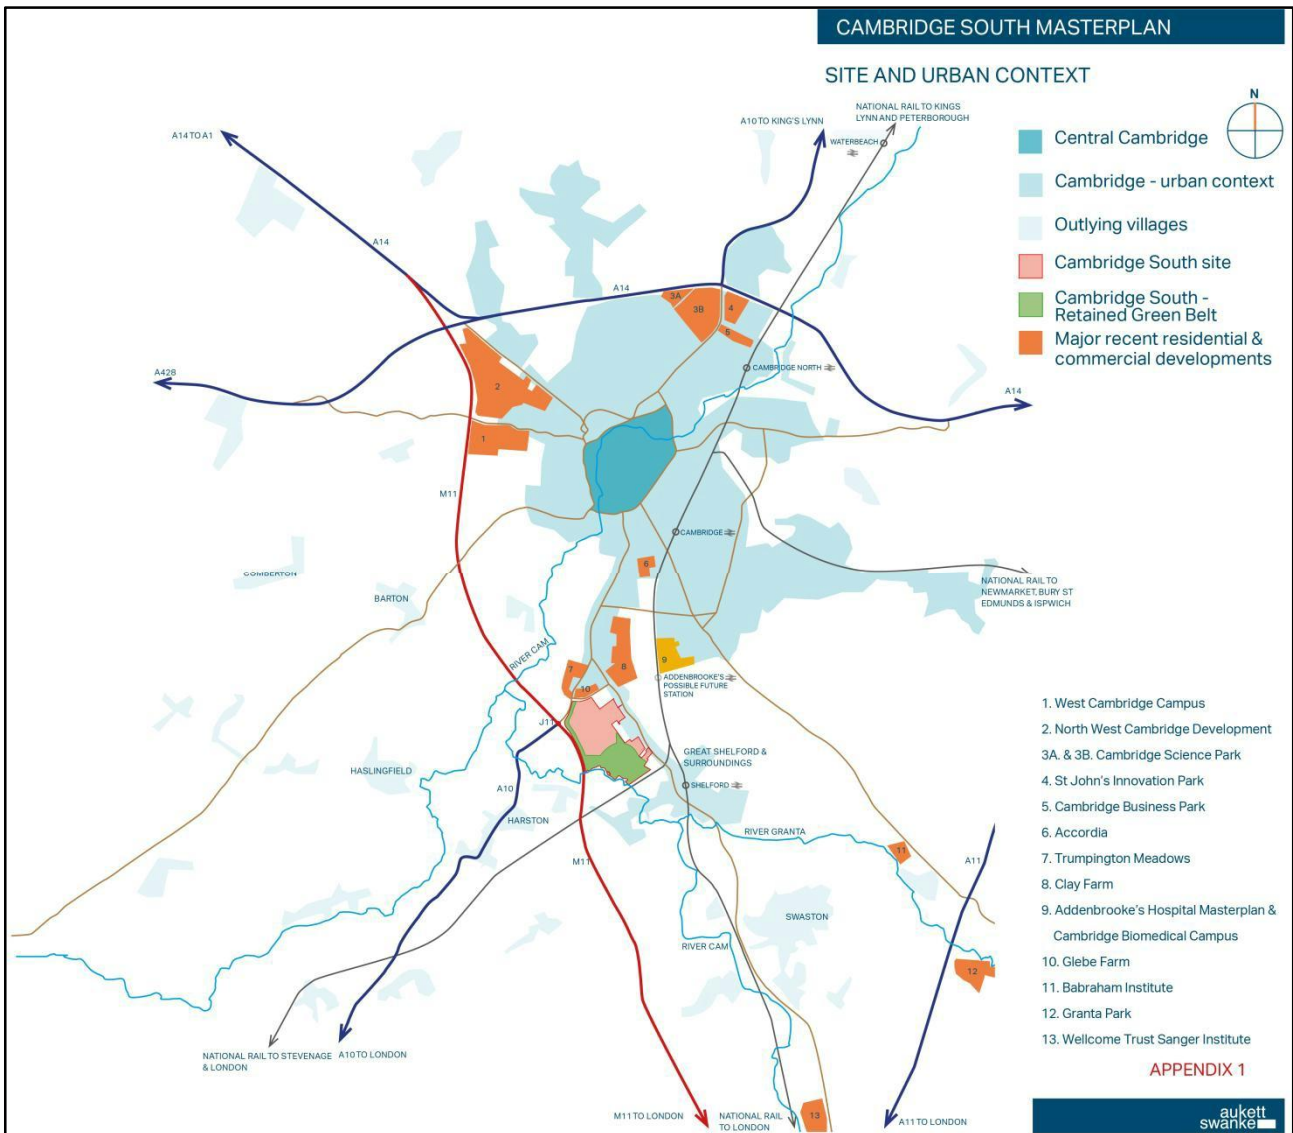 CAMBRIDGE SOUTH MASTERPLAN
SITE AND URBAN CONTEXT
N
Central Cambridge
Cambridge - urban context
Outlying villages
Cambridge South site
Cambridge South -
Retained Green Belt
Major recent residential &
commercial developments
A14 TO A1
A10 TO KING'S LYNN
NATIONAL RAIL TO KINGS
LYNN AND PETERBOROUGH
WATERBEACH
A14
A14
3A
3B
4
5
CAMBRIDGE NORTH
A428
A14
2
1
M11
CAMBRIDGE
6
COMBERTON
BARTON
NATIONAL RAIL TO
NEWMARKET, BURY ST
EDMUNDS & ISPWICH
RIVER CAM
7
8
9
10
ADDENBROOKE'S
POSSIBLE FUTURE
STATION
J11
GREAT SHELFORD &
SURROUNDINGS
HASLINGFIELD
A10
SHELFORD
HARSTON
RIVER GRANTA
M11
11
A11
SWASTON
RIVER CAM
12
NATIONAL RAIL TO STEVENAGE
& LONDON
A10 TO LONDON
M11 TO LONDON
NATIONAL RAIL
TO LONDON
13
A11 TO LONDON
1. West Cambridge Campus
2. North West Cambridge Development
3A. & 3B. Cambridge Science Park
4. St John's Innovation Park
5. Cambridge Business Park
6. Accordia
7. Trumpington Meadows
8. Clay Farm
9. Addenbrooke's Hospital Masterplan &
Cambridge Biomedical Campus
10. Glebe Farm
11. Babraham Institute
12. Granta Park
13. Wellcome Trust Sanger Institute
APPENDIX 1
aukett
swanke